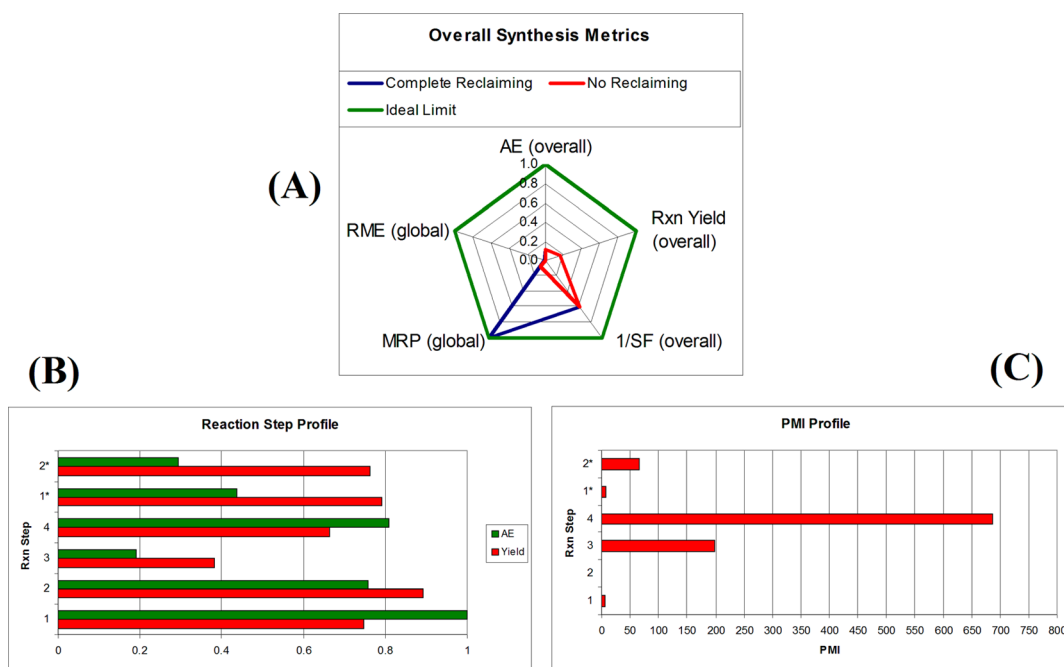 Overall Synthesis Metrics
Complete Reclaiming
No Reclaiming
Ideal Limit
(A)
AE (overall)
1.0
0.8
0.6
0.4
0.2
0.0
RME (global)
Rxn Yield
(overall)
MRP (global)
1/SF (overall)
(B)
(C)
Reaction Step Profile
Rxn Step
2*
1*
4
3
2
1
0
0.2
0.4
0.6
0.8
1
AE
Yield
PMI Profile
Rxn Step
2*
1*
4
3
2
1
0
50
100
150
200
250
300
350
400
450
500
550
600
650
700
750
800
PMI